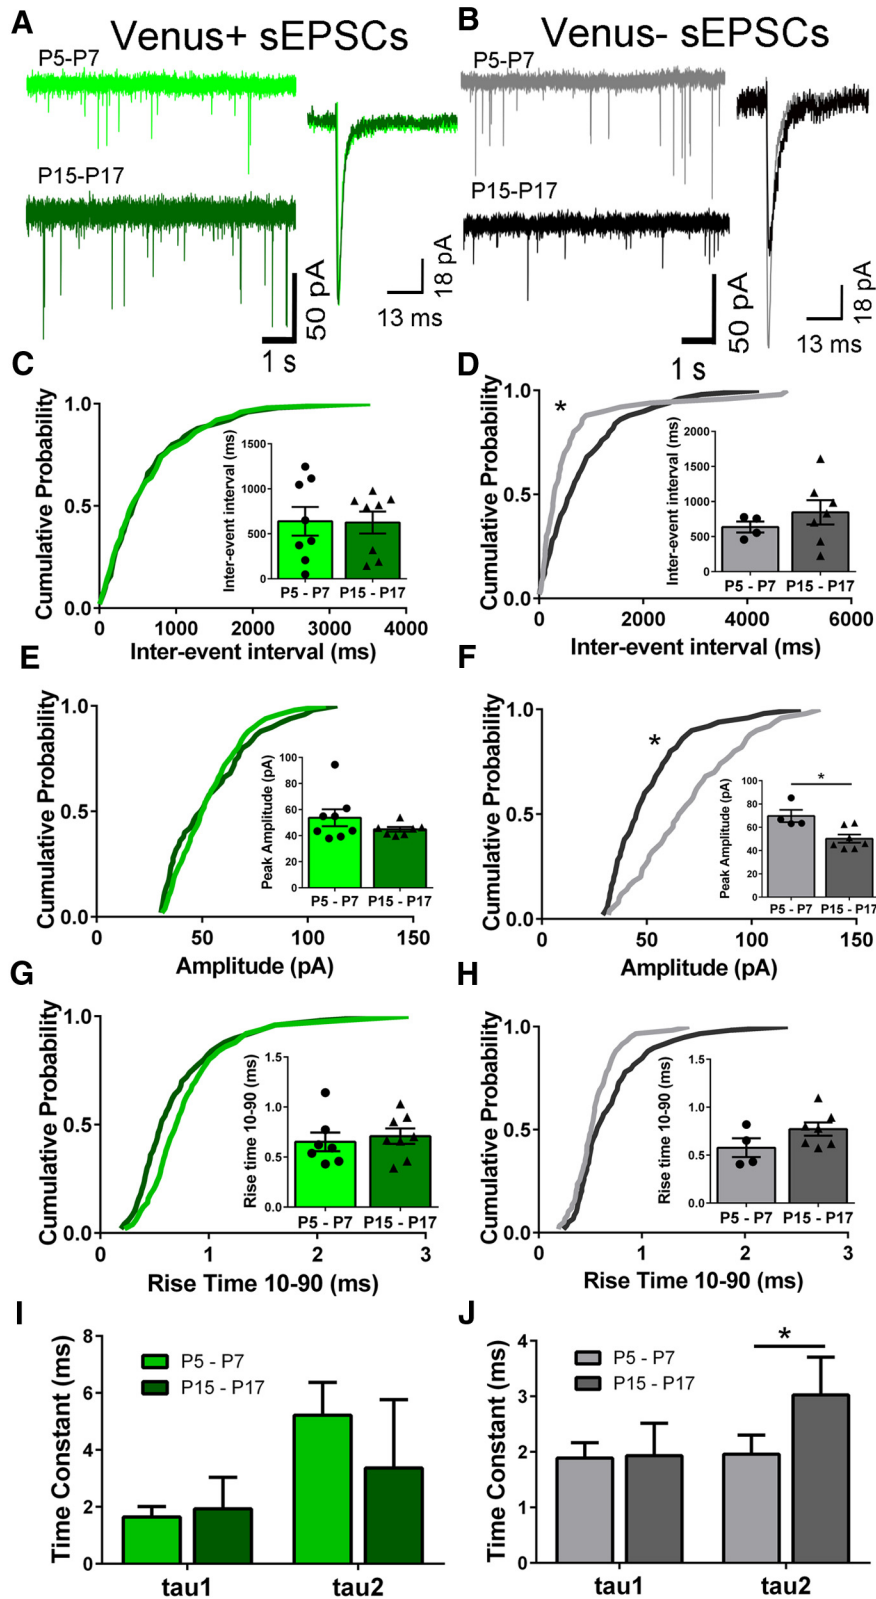 A
Venus+ sEPSCs
P5-P7
P15-P17
50 pA
1 s
18 pA
13 ms
B
Venus- sEPSCs
P5-P7
P15-P17
50 pA
1 s
18 pA
13 ms
C
Cumulative Probability
1.0
0.5
0.0
0 1000 2000 3000 4000
Inter-event interval (ms)
Inter-event interval (ms)
1500
1000
500
0
P5 - P7 P15 - P17
D
Cumulative Probability
1.0
0.5
0.0
*
0 2000 4000 6000
Inter-event interval (ms)
Inter-event interval (ms)
2000
1500
1000
500
0
P5 - P7 P15 - P17
E
Cumulative Probability
1.0
0.5
0.0
0 50 100 150
Amplitude (pA)
Peak Amplitude (pA)
100
80
60
40
20
0
P5 - P7 P15 - P17
F
Cumulative Probability
1.0
0.5
0.0
*
0 50 100 150
Amplitude (pA)
Peak Amplitude (pA)
100
80
60
40
20
0
*
P5 - P7 P15 - P17
G
Cumulative Probability
1.0
0.5
0.0
0 1 2 3
Rise Time 10-90 (ms)
Rise time 10-90 (ms)
1.5
1.0
0.5
0.0
P5 - P7 P15 - P17
H
Cumulative Probability
1.0
0.5
0.0
0 1 2 3
Rise Time 10-90 (ms)
Rise time 10-90 (ms)
1.5
1.0
0.5
0.0
P5 - P7 P15 - P17
I
Time Constant (ms)
8
6
4
2
0
P5 - P7
P15 - P17
tau1 tau2
J
Time Constant (ms)
4
3
2
1
0
P5 - P7
P15 - P17
*
tau1 tau2